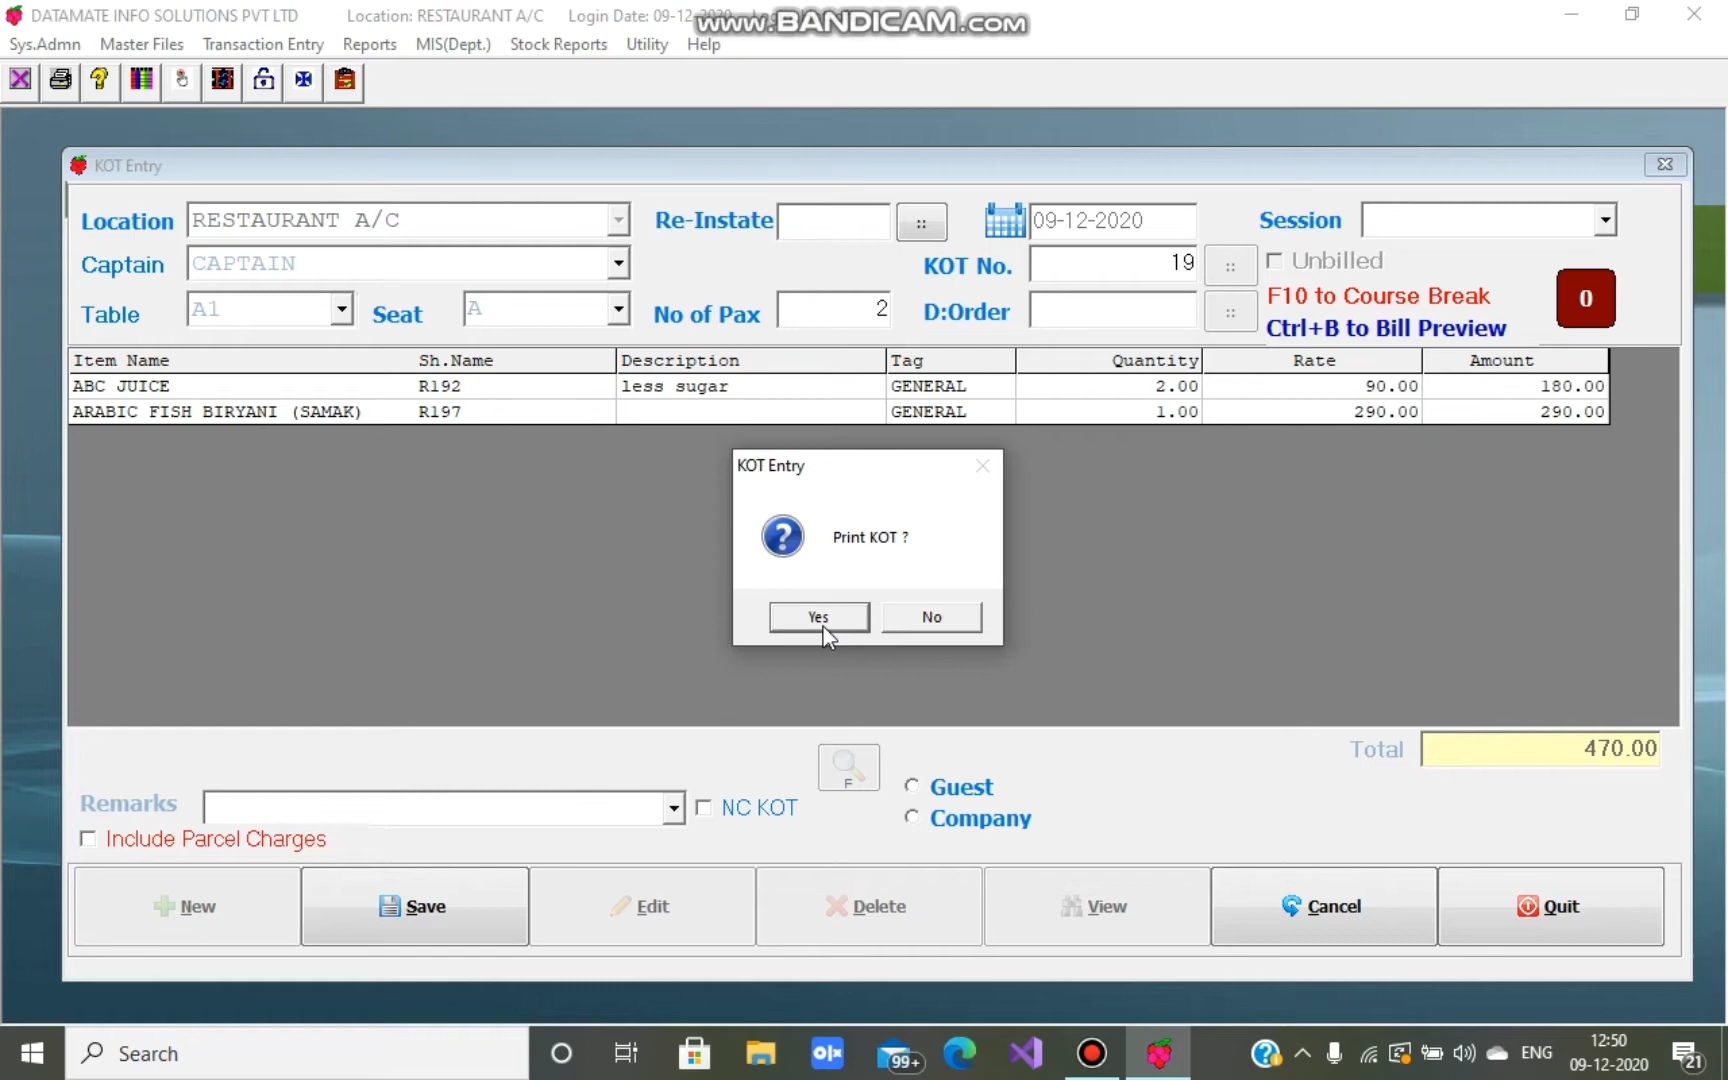 DATAMATE INFO SOLUTIONS PVT LTD Location: RESTAURANT A/C Login Date: 09-12-2020
www.BANDICAM.com
Sys.Admn Master Files Transaction Entry Reports MIS(Dept.) Stock Reports Utility Help
KOT Entry
Location RESTAURANT A/C Re-Instate :: 09-12-2020 Session
Captain CAPTAIN KOT No. 19 :: Unbilled
F10 to Course Break 0
Table A1 Seat A No of Pax 2 D:Order ::
Ctrl+B to Bill Preview
Item Name Sh.Name Description Tag Quantity Rate Amount
ABC JUICE R192 less sugar GENERAL 2.00 90.00 180.00
ARABIC FISH BIRYANI (SAMAK) R197 GENERAL 1.00 290.00 290.00
KOT Entry
Print KOT ?
Yes No
Total 470.00
F
Guest
Remarks NC KOT
Company
Include Parcel Charges
New Save Edit Delete View Cancel Quit
Search olx 99+ ENG 12:50
09-12-2020 21